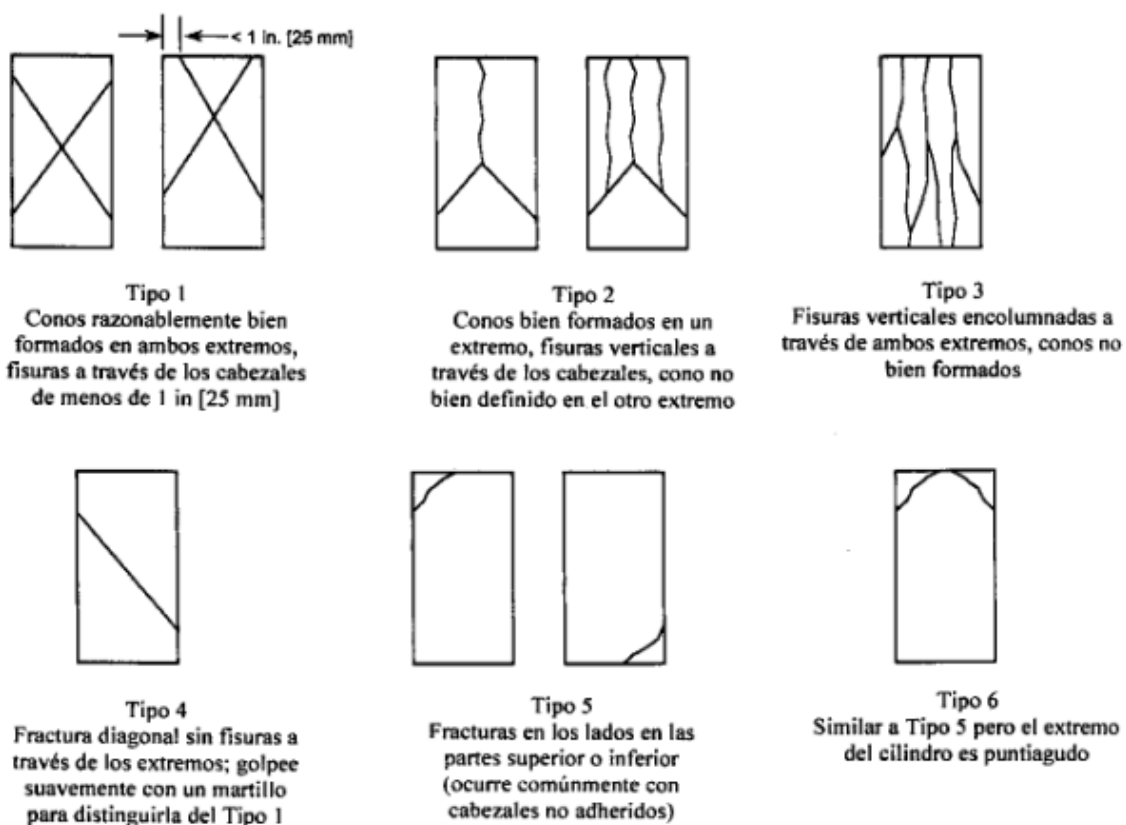 < 1 in. [25 mm]
Tipo 1
Conos razonablemente bien
formados en ambos extremos,
fisuras a través de los cabezales
de menos de 1 in [25 mm]
Tipo 2
Conos bien formados en un
extremo, fisuras verticales a
través de los cabezales, cono no
bien definido en el otro extremo
Tipo 3
Fisuras verticales encolumnadas a
través de ambos extremos, conos no
bien formados
Tipo 4
Fractura diagonal sin fisuras a
través de los extremos; golpee
suavemente con un martillo
para distinguirla del Tipo 1
Tipo 5
Fracturas en los lados en las
partes superior o inferior
(ocurre comúnmente con
cabezales no adheridos)
Tipo 6
Similar a Tipo 5 pero el extremo
del cilindro es puntiagudo